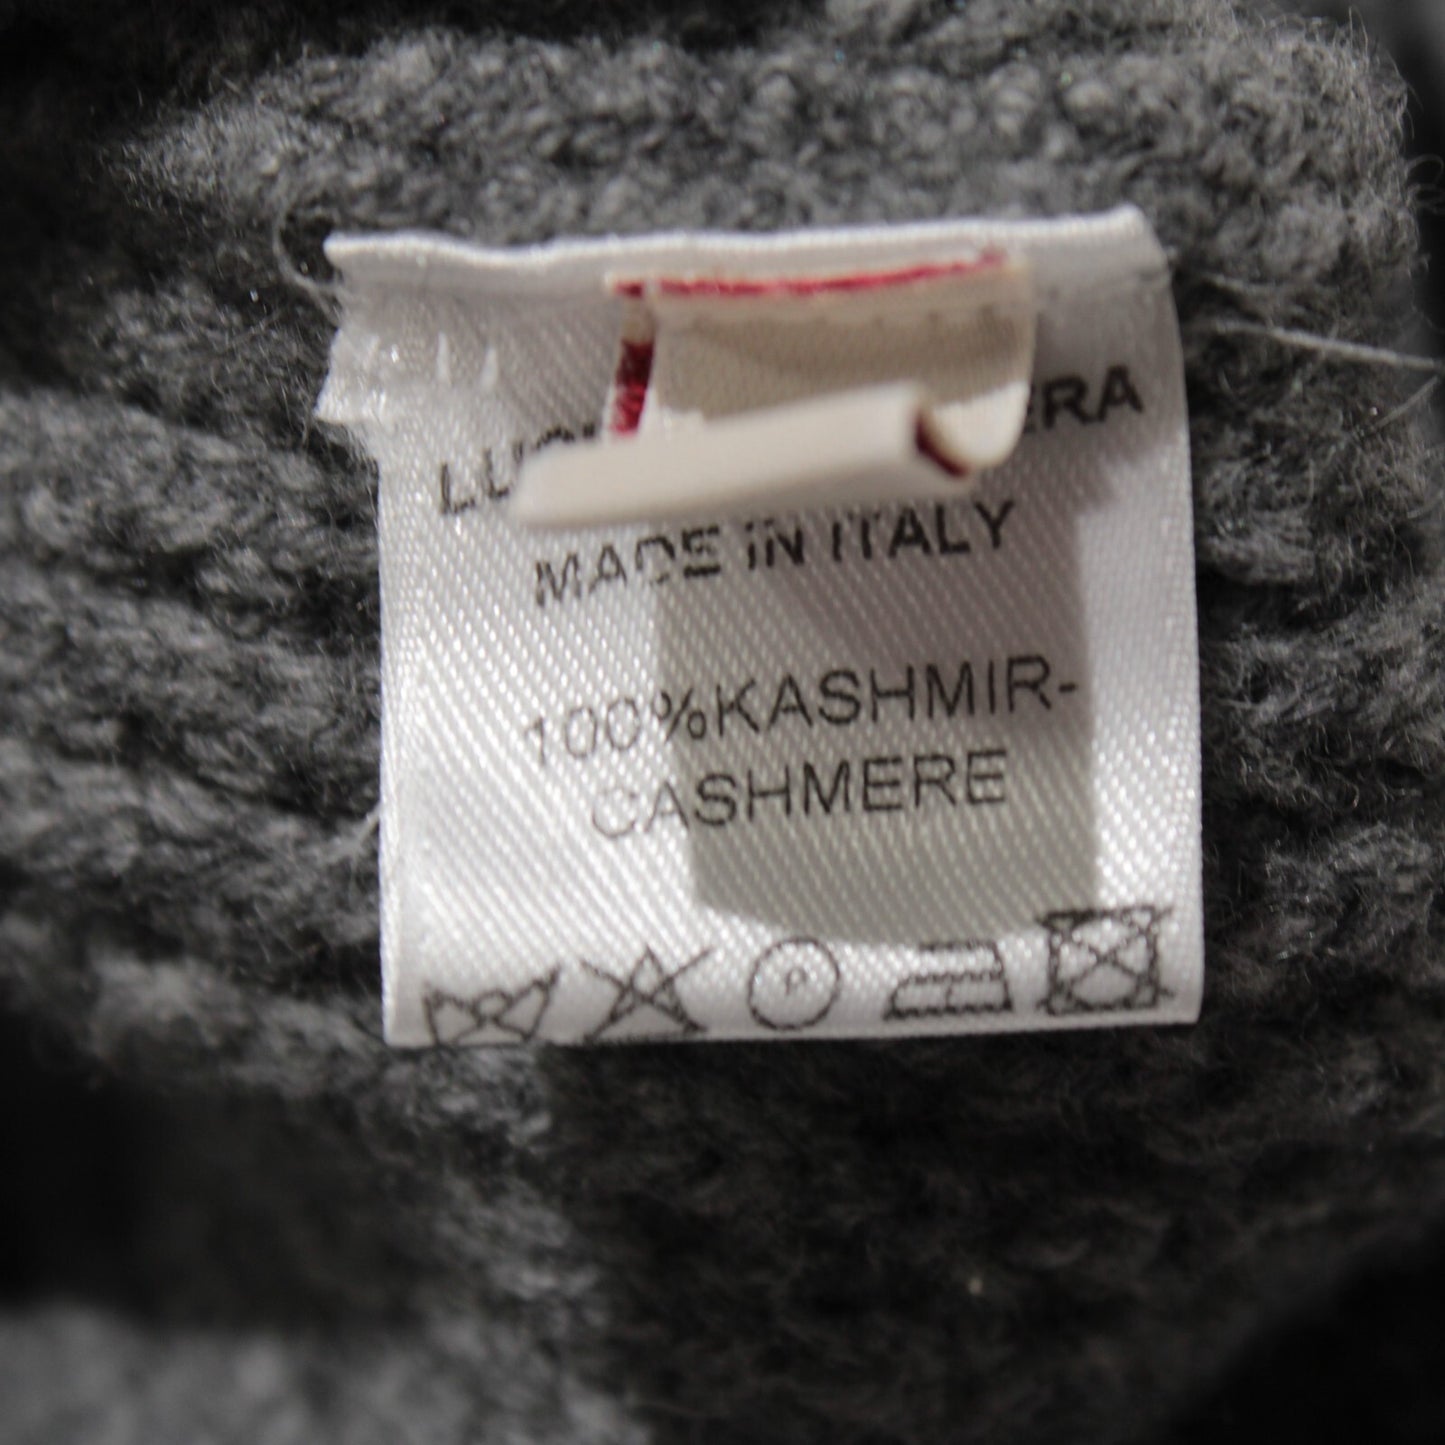 MADE IN ITALY
100%KASHMIR-
CASHMERE
P